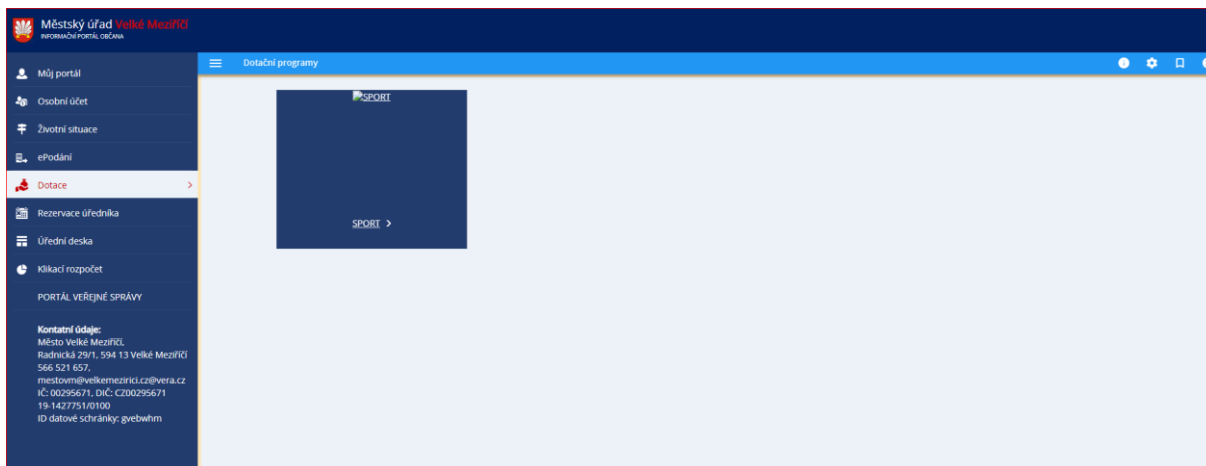 Městský úřad Velké Meziříčí
INFORMAČNÍ PORTÁL OBČANA
Dotační programy
Můj portál
Osobní účet
Životní situace
ePodání
Dotace
Rezervace úředníka
Úřední deska
Klikací rozpočet
PORTÁL VEŘEJNÉ SPRÁVY
Kontatní údaje:
Město Velké Meziříčí,
Radnická 29/1, 594 13 Velké Meziříčí
566 521 657,
mestovm@velkemezirici.cz@vera.cz
IČ: 00295671, DIČ: CZ00295671
19-1427751/0100
ID datové schránky: gvebwhm
SPORT
SPORT